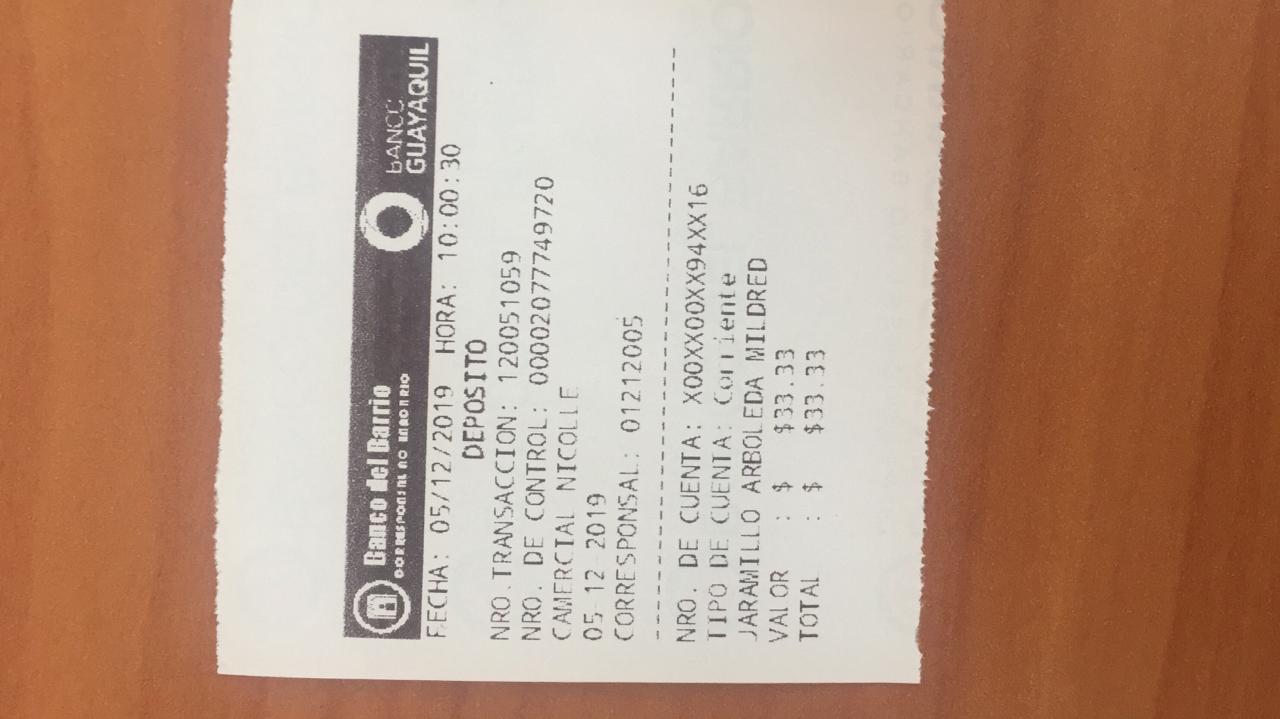 Banco del Barrio
CORRESPONSAL NO BANCARIO
BANCO
GUAYAQUIL
FECHA: 05/12/2019 HORA: 10:00:30
DEPOSITO
NRO.TRANSACCION: 120051059
NRO. DE CONTROL: 00002077749720
CAMERCIAL NICOLLE
05 12 2019
CORRESPONSAL: 01212005
NRO. DE CUENTA: X00XX00XX94XX16
TIPO DE CUENTA: Corriente
JARAMILLO ARBOLEDA MILDRED
VALOR : $ $33.33
TOTAL : $ $33.33